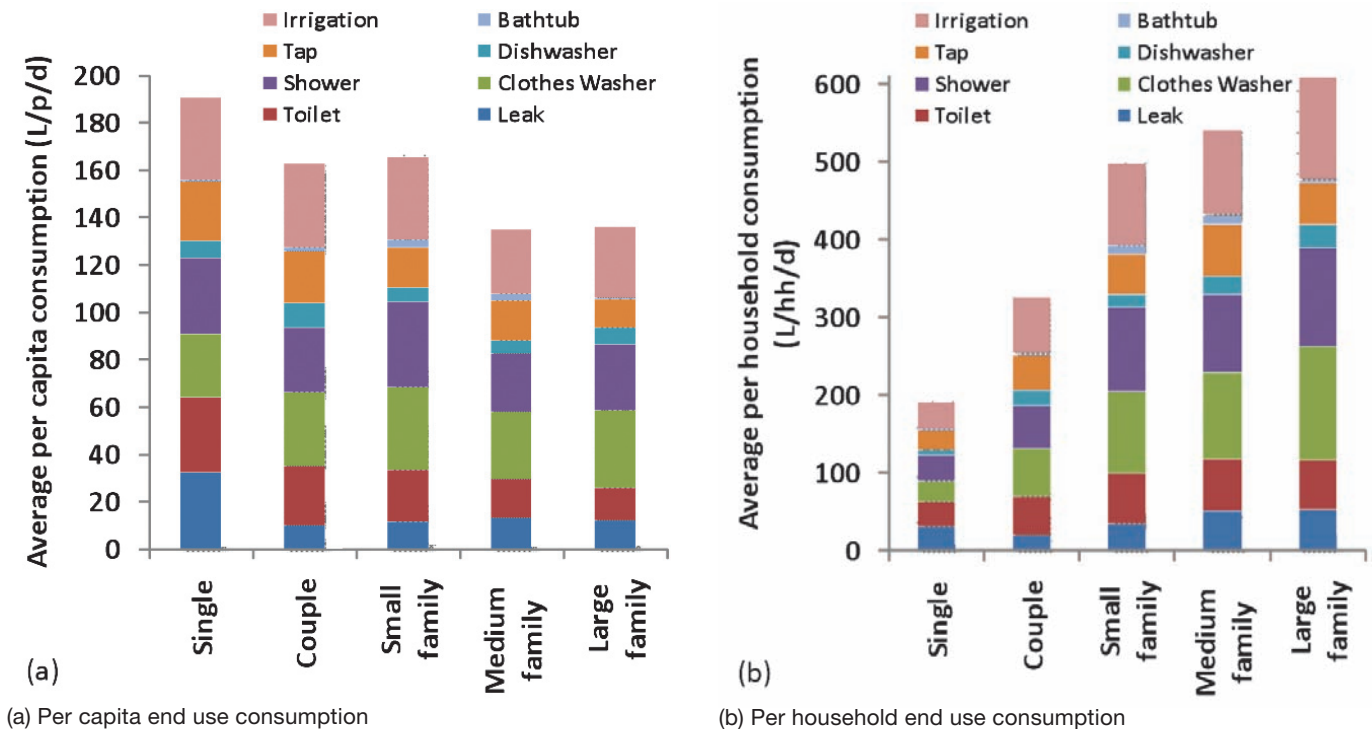 Irrigation Bathtub
Tap Dishwasher
Shower Clothes Washer
Toilet Leak
Average per capita consumption (L/p/d)
200
180
160
140
120
100
80
60
40
20
0
Single
Couple
Small family
Medium family
Large family
(a)
(a) Per capita end use consumption
Irrigation Bathtub
Tap Dishwasher
Shower Clothes Washer
Toilet Leak
Average per household consumption
(L/hh/d)
600
500
400
300
200
100
0
Single
Couple
Small
family
Medium
family
Large
family
(b)
(b) Per household end use consumption